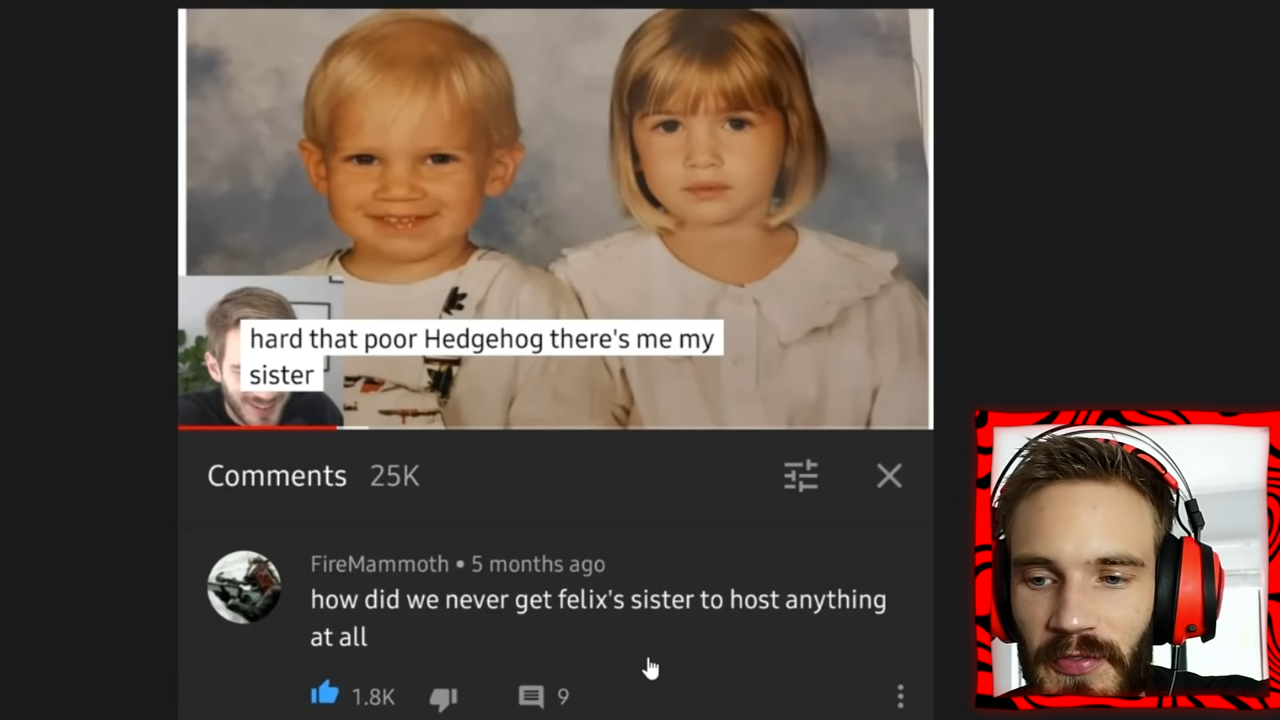 hard that poor Hedgehog there's me my
sister
Comments 25K
FireMammoth • 5 months ago
how did we never get felix's sister to host anything
at all
1.8K 9